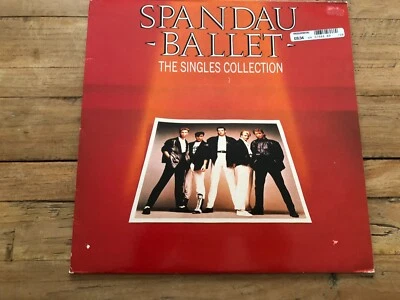 SPANDAU
-BALLET-
THE SINGLES COLLECTION